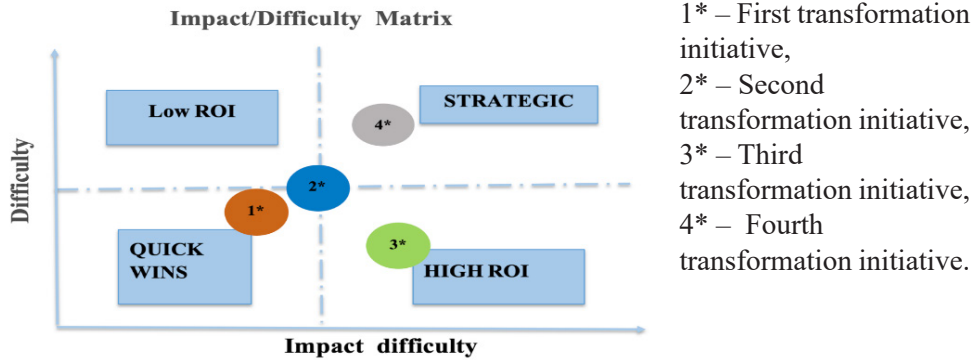 Impact/Difficulty Matrix
Low ROI
STRATEGIC
4*
Difficulty
2*
1*
3*
QUICK
WINS
HIGH ROI
Impact difficulty
1* – First transformation
initiative,
2* – Second
transformation initiative,
3* – Third
transformation initiative,
4* – Fourth
transformation initiative.